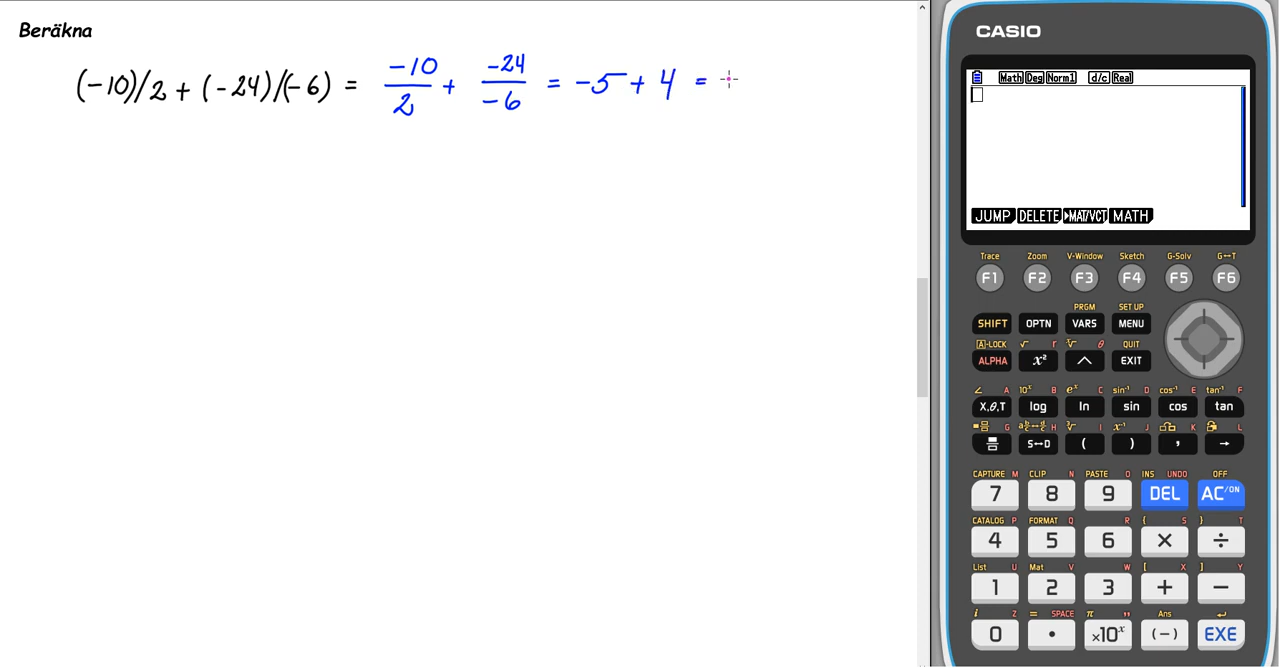 Beräkna
(-10)/2 + (-24)/(-6) = -10/2 + -24/-6 = -5 + 4 =
CASIO
Math Deg Norm1 d/c Real
JUMP DELETE ▶MAT/VCT MATH
Trace Zoom V-Window Sketch G-Solv G↔T
F1 F2 F3 F4 F5 F6
PRGM SET UP
SHIFT OPTN VARS MENU
A-LOCK √ r ∛ θ QUIT
ALPHA x² ^ EXIT
∠ A 10ˣ B eˣ C sin⁻¹ D cos⁻¹ E tan⁻¹ F
X,θ,T log ln sin cos tan
G H ∛ I x⁻¹ J K L
S↔D ( ) , →
CAPTURE M CLIP N PASTE O INS UNDO OFF
7 8 9 DEL AC/ON
CATALOG P FORMAT Q R { S } T
4 5 6 × ÷
List U Mat V W [ X ] Y
1 2 3 + −
i Z = SPACE π " Ans ↵
0 • ×10ˣ (−) EXE